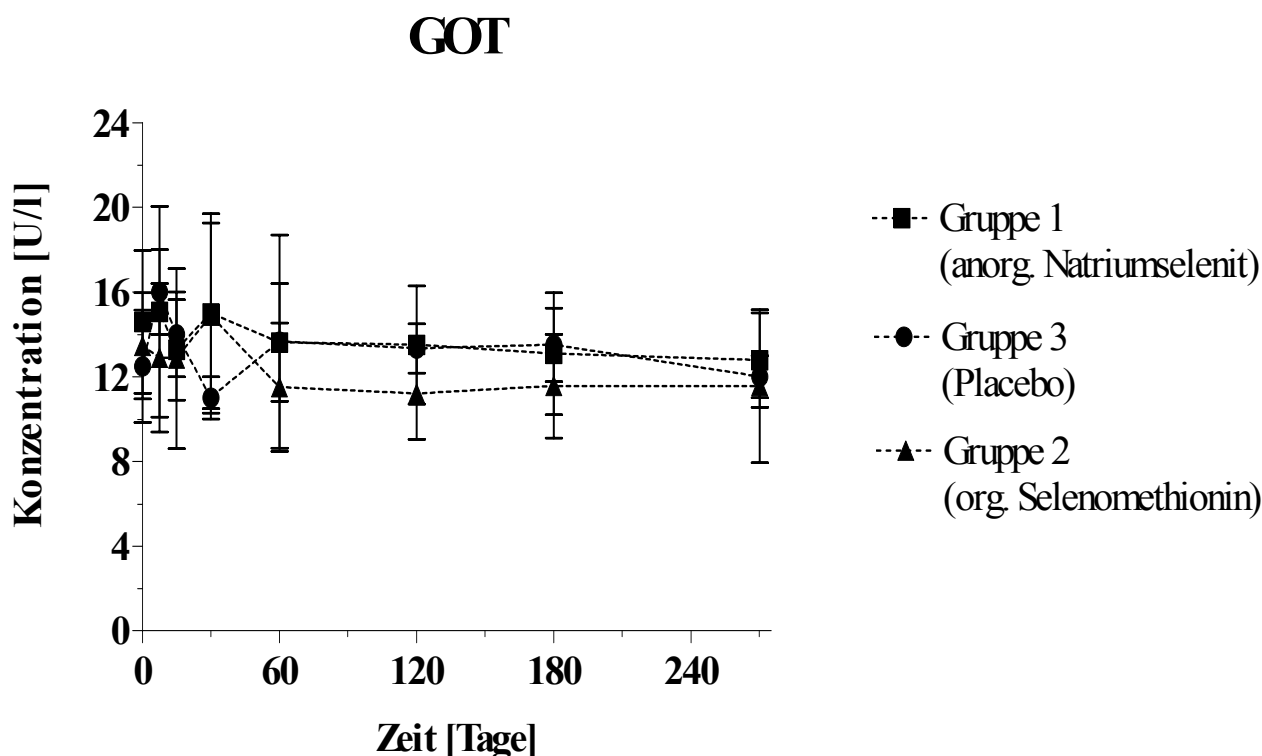 GOT
Konzentration [U/l]
24
20
16
12
8
4
0
0 60 120 180 240
Zeit [Tage]
Gruppe 1
(anorg. Natriumselenit)
Gruppe 3
(Placebo)
Gruppe 2
(org. Selenomethionin)